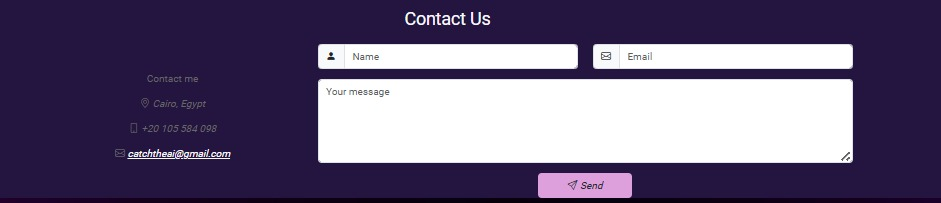 Contact Us
Name
Email
Your message
Contact me
Cairo, Egypt
+20 105 584 098
catchtheai@gmail.com
Send